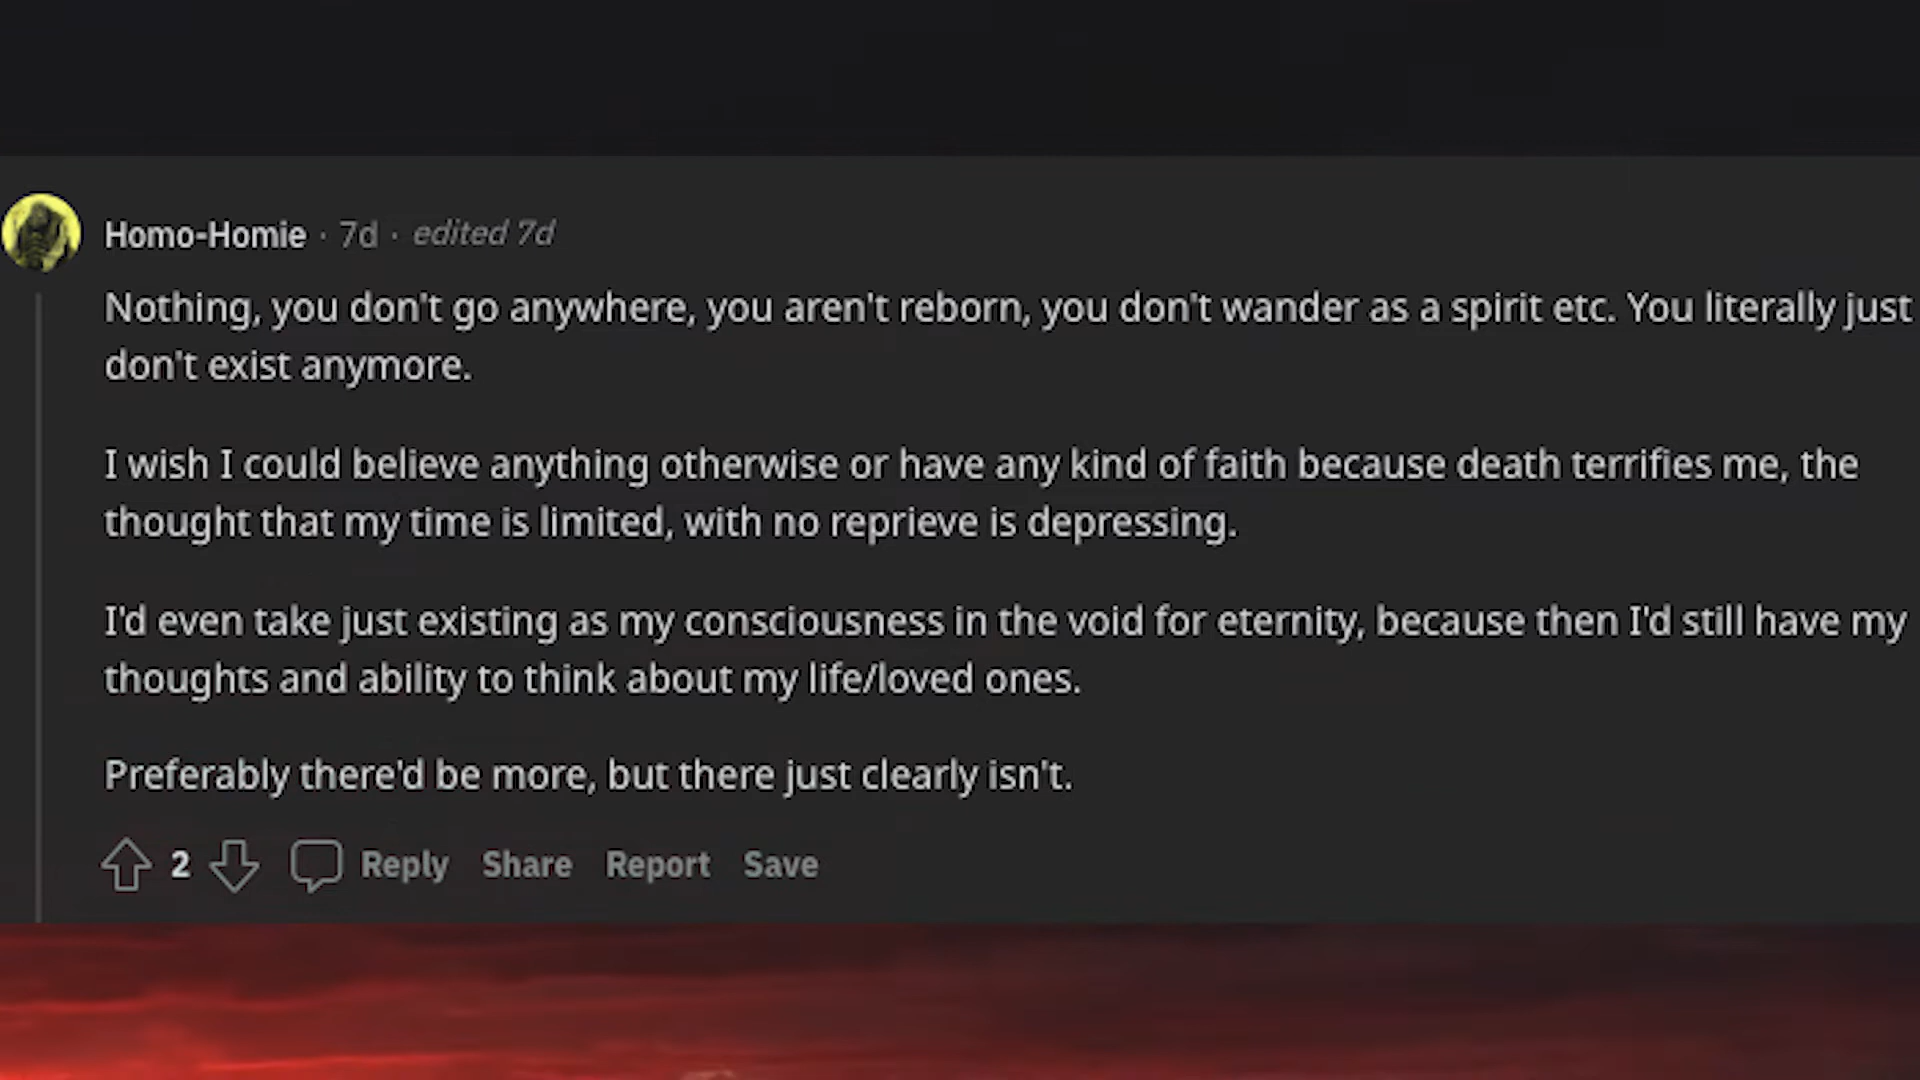 Homo-Homie · 7d · edited 7d
Nothing, you don't go anywhere, you aren't reborn, you don't wander as a spirit etc. You literally just
don't exist anymore.
I wish I could believe anything otherwise or have any kind of faith because death terrifies me, the
thought that my time is limited, with no reprieve is depressing.
I'd even take just existing as my consciousness in the void for eternity, because then I'd still have my
thoughts and ability to think about my life/loved ones.
Preferably there'd be more, but there just clearly isn't.
2 Reply Share Report Save